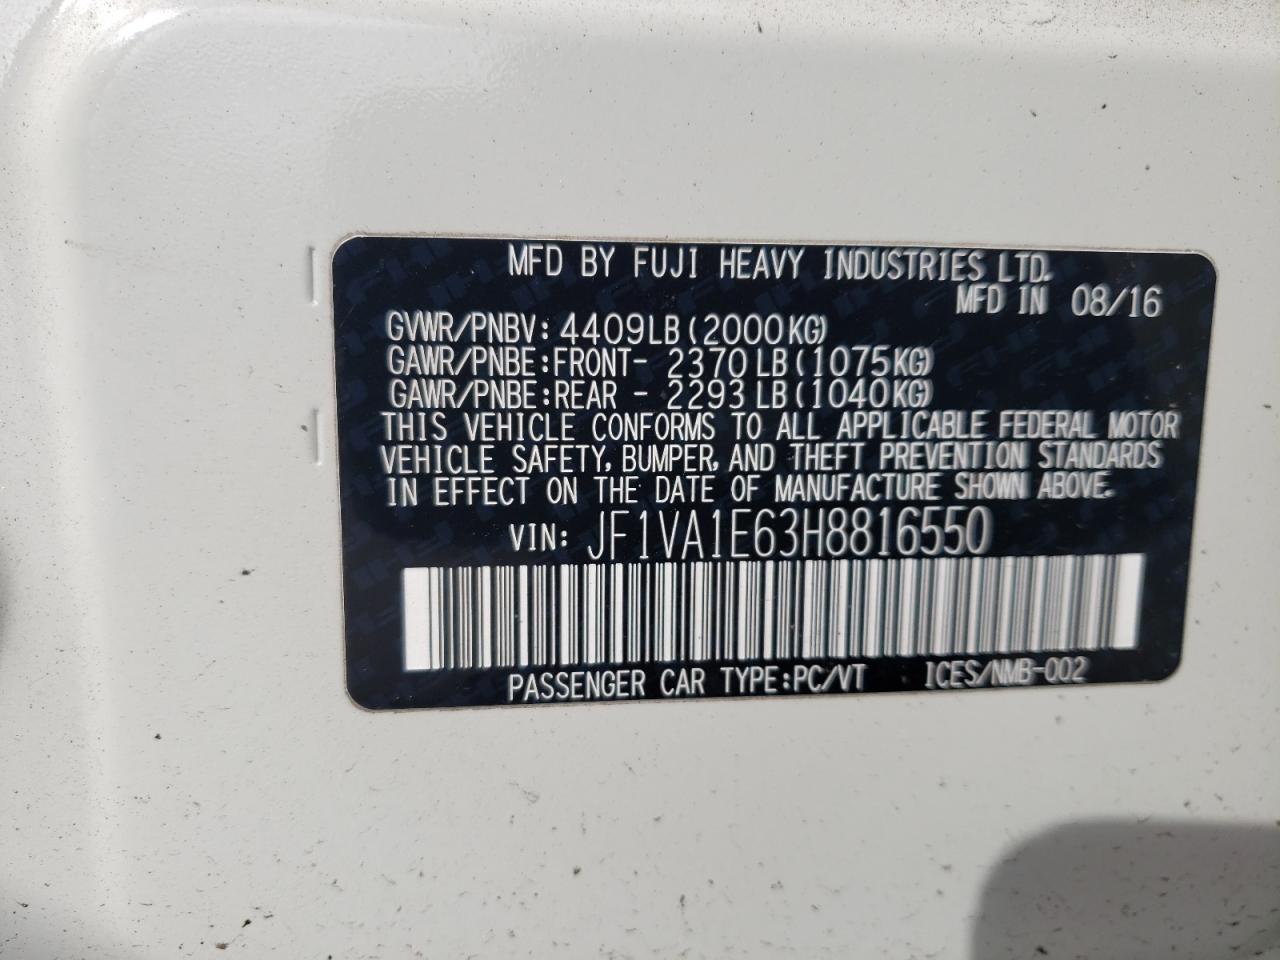 MFD BY FUJI HEAVY INDUSTRIES LTD.
MFD IN 08/16
GVWR/PNBV: 4409LB(2000KG)
GAWR/PNBE:FRONT- 2370LB(1075KG)
GAWR/PNBE:REAR - 2293LB(1040KG)
THIS VEHICLE CONFORMS TO ALL APPLICABLE FEDERAL MOTOR
VEHICLE SAFETY, BUMPER, AND THEFT PREVENTION STANDARDS
IN EFFECT ON THE DATE OF MANUFACTURE SHOWN ABOVE.
VIN: JF1VA1E63H8816550
PASSENGER CAR TYPE:PC/VT ICES/NMB-002